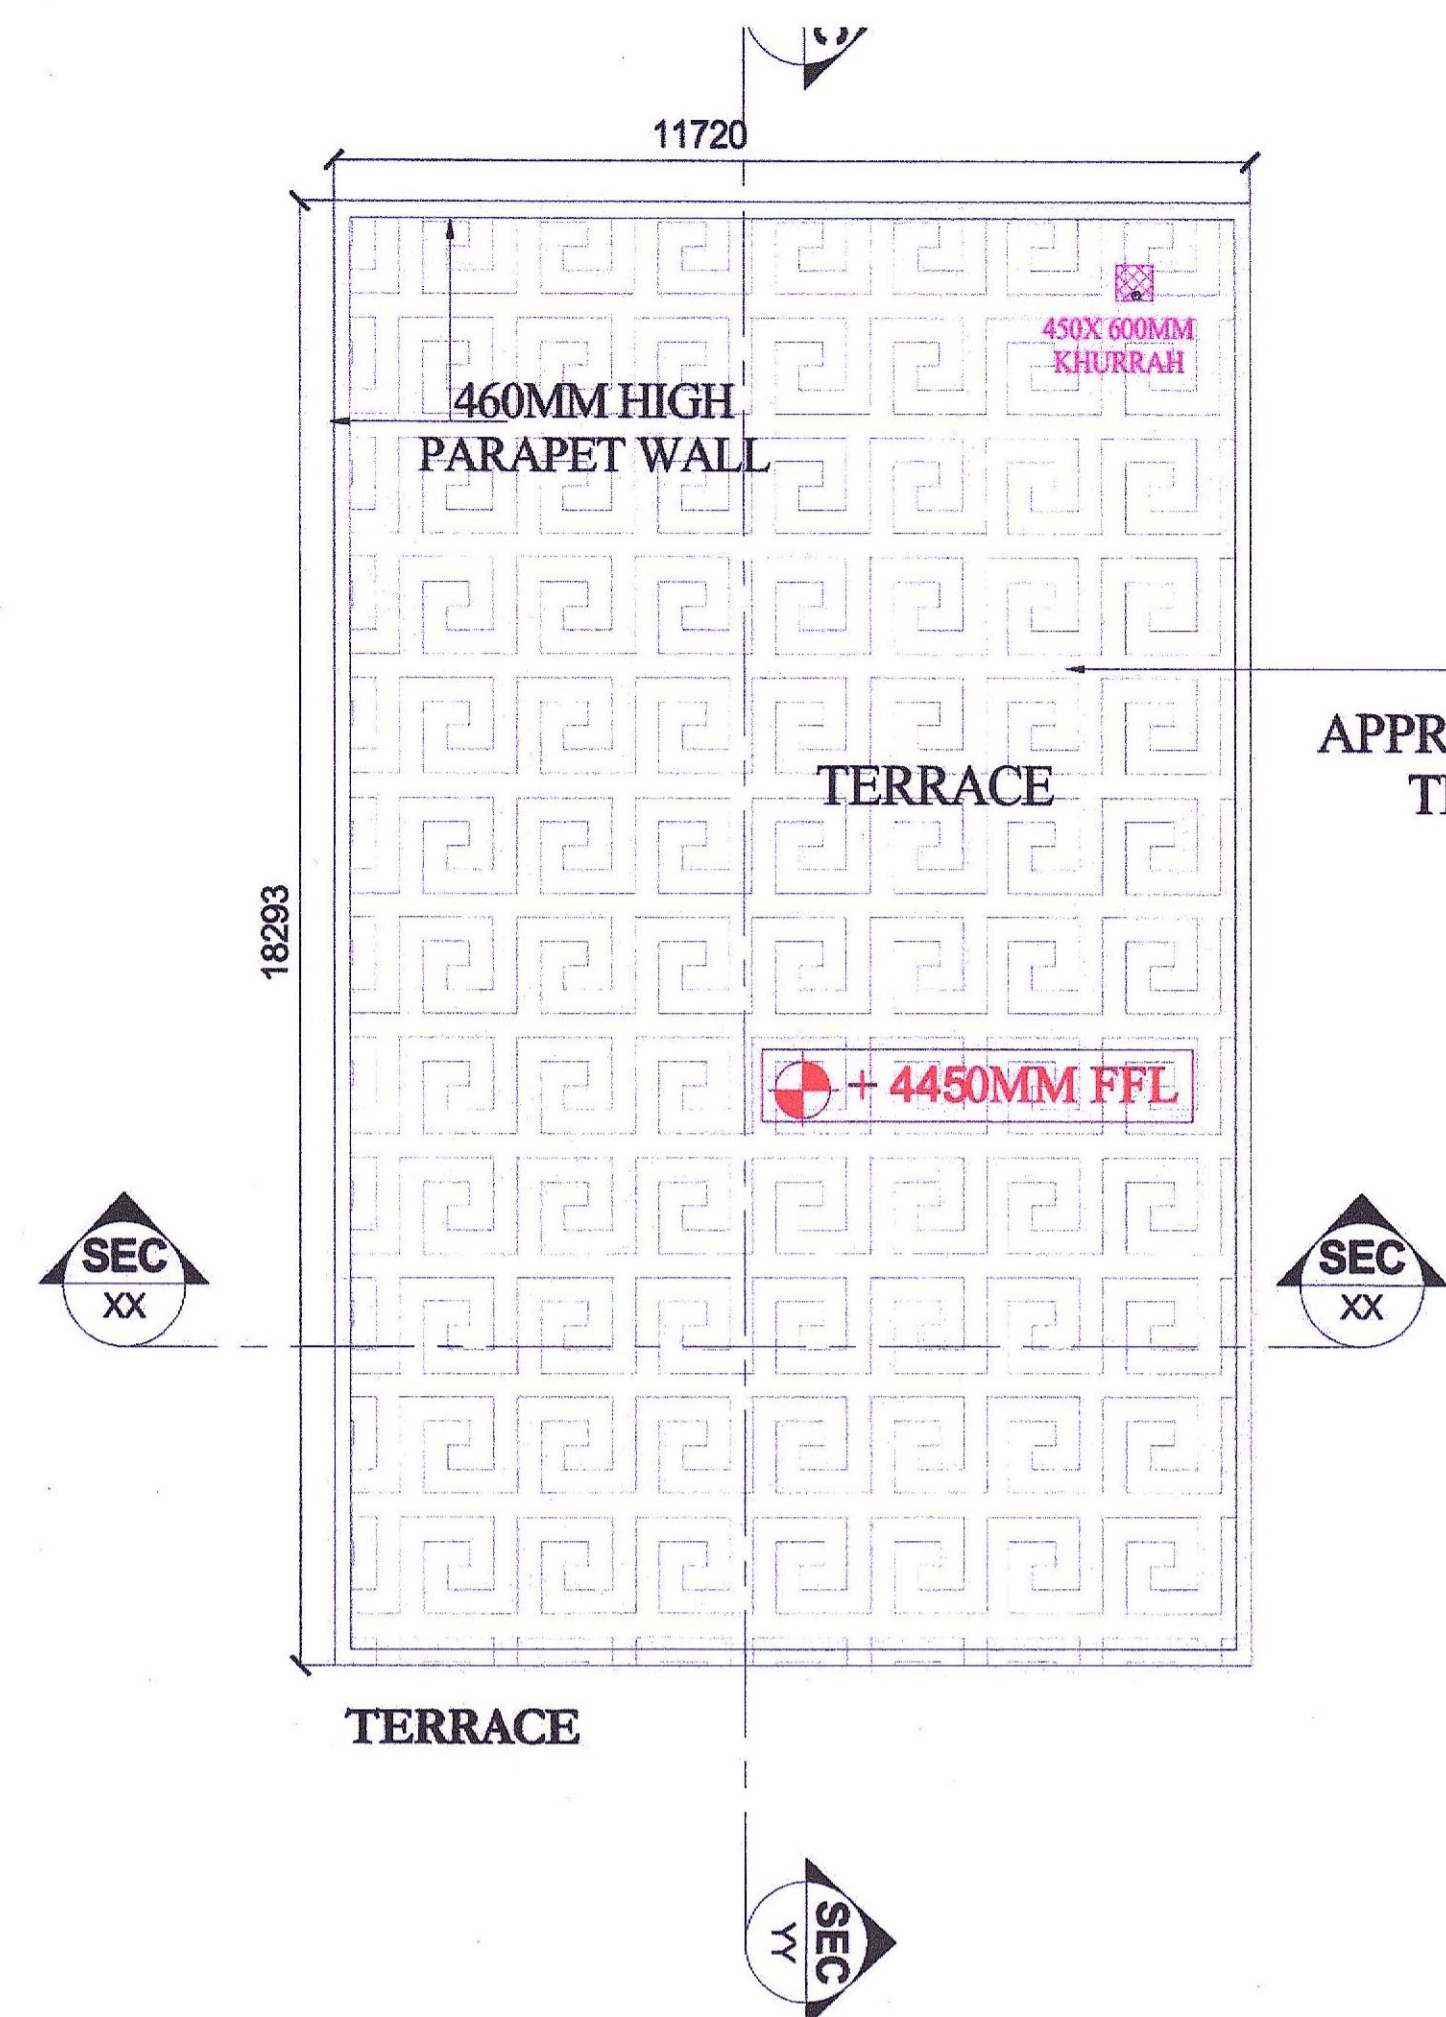 11720
450X 600MM
KHURRAH
460MM HIGH
PARAPET WALL
APPR
TERRACE
18293
+ 4450MM FFL
SEC
XX
SEC
XX
TERRACE
SEC
YY